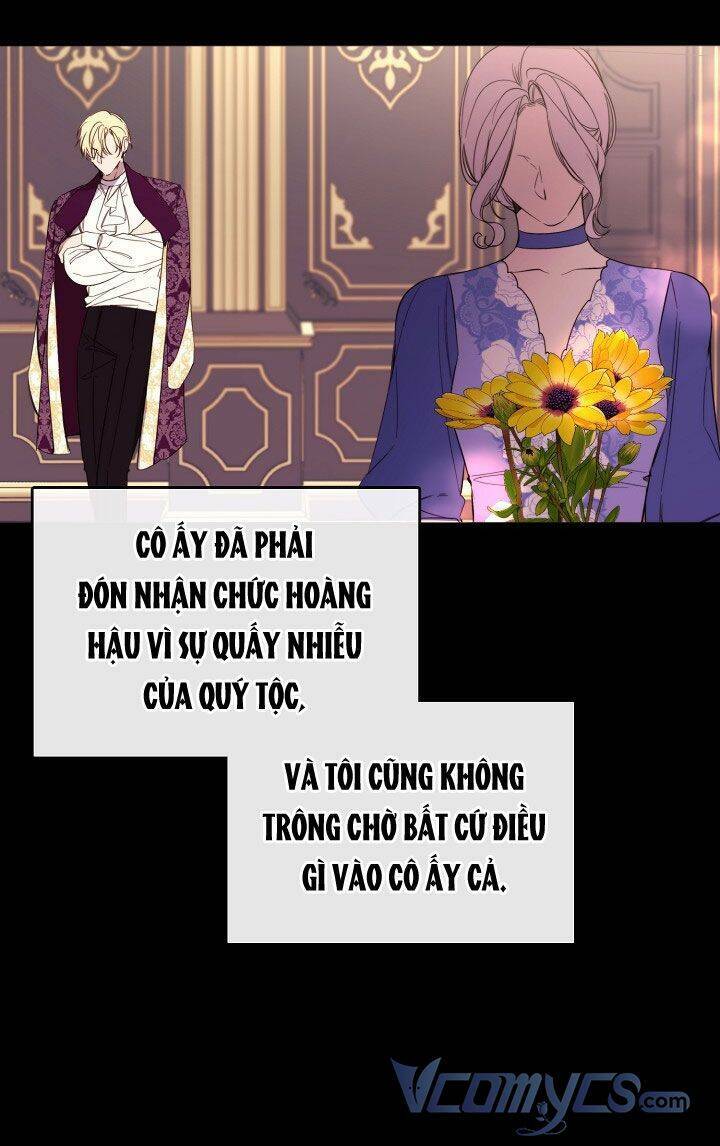 CÔ ẤY ĐÃ PHẢI
ĐÓN NHẬN CHỨC HOÀNG
HẬU VÌ SỰ QUẤY NHIỄU
CỦA QUÝ TỘC,
VÀ TÔI CŨNG KHÔNG
TRÔNG CHỜ BẤT CỨ ĐIỀU
GÌ VÀO CÔ ẤY CẢ.
VCOMYCS.com